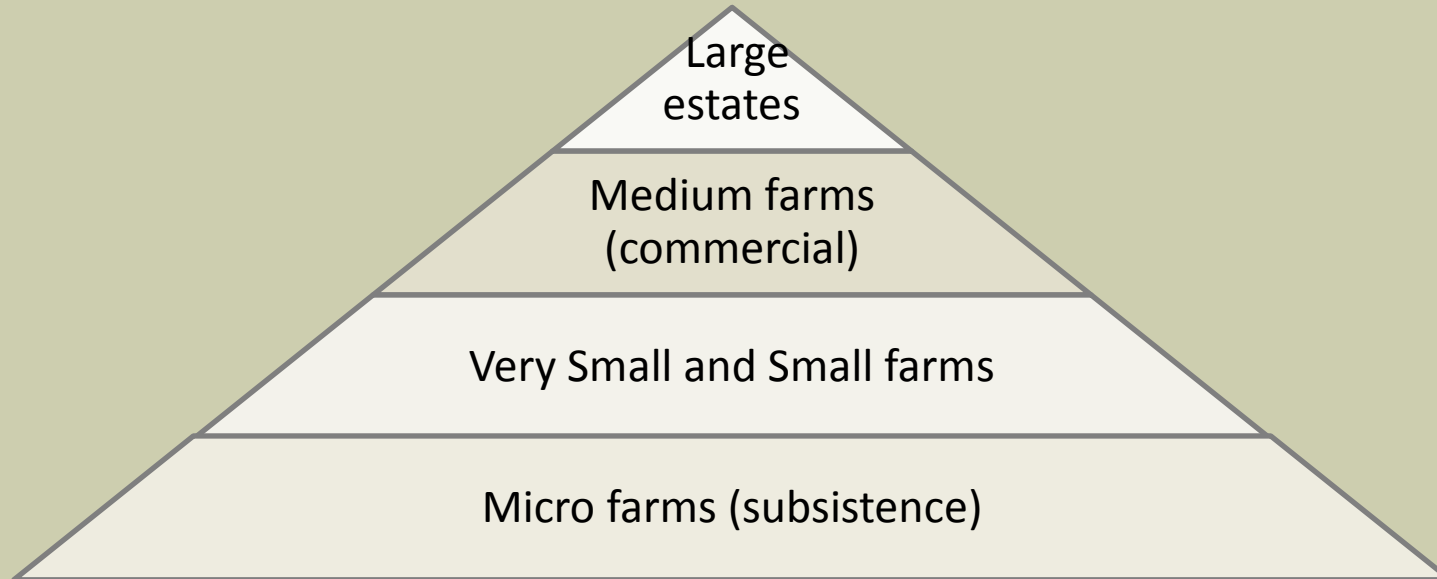 Large
estates
Medium farms
(commercial)
Very Small and Small farms
Micro farms (subsistence)